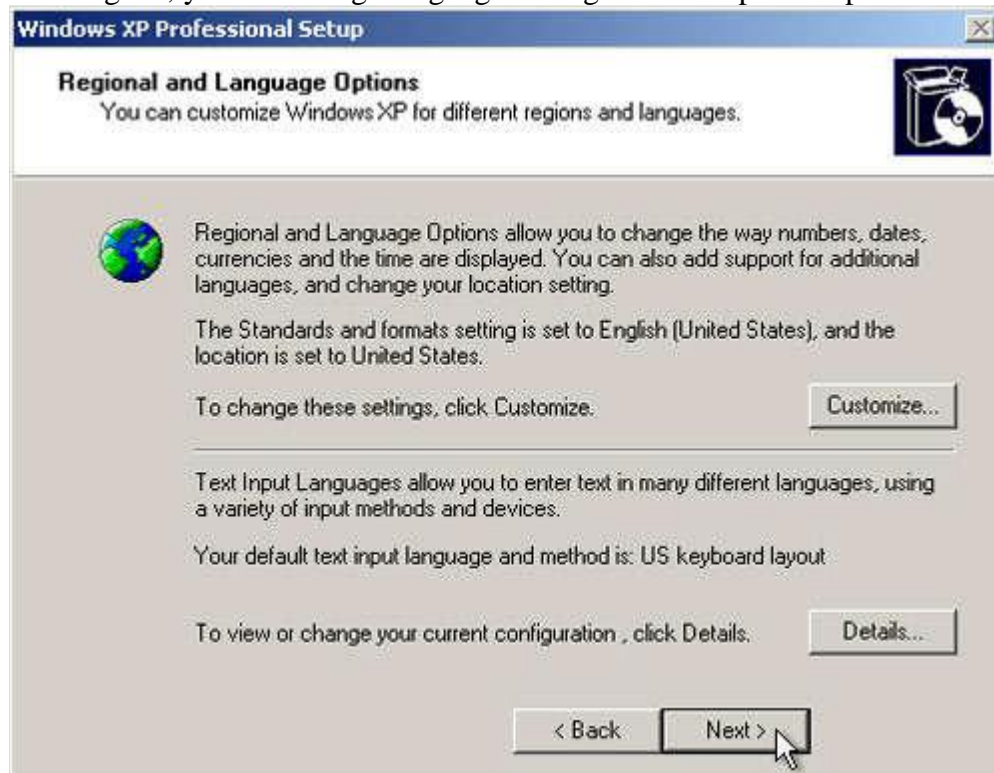 Windows XP Professional Setup
Regional and Language Options
You can customize Windows XP for different regions and languages.
Regional and Language Options allow you to change the way numbers, dates,
currencies and the time are displayed. You can also add support for additional
languages, and change your location setting.
The Standards and formats setting is set to English (United States), and the
location is set to United States.
To change these settings, click Customize.
Customize...
Text Input Languages allow you to enter text in many different languages, using
a variety of input methods and devices.
Your default text input language and method is: US keyboard layout
To view or change your current configuration , click Details.
Details...
< Back
Next >